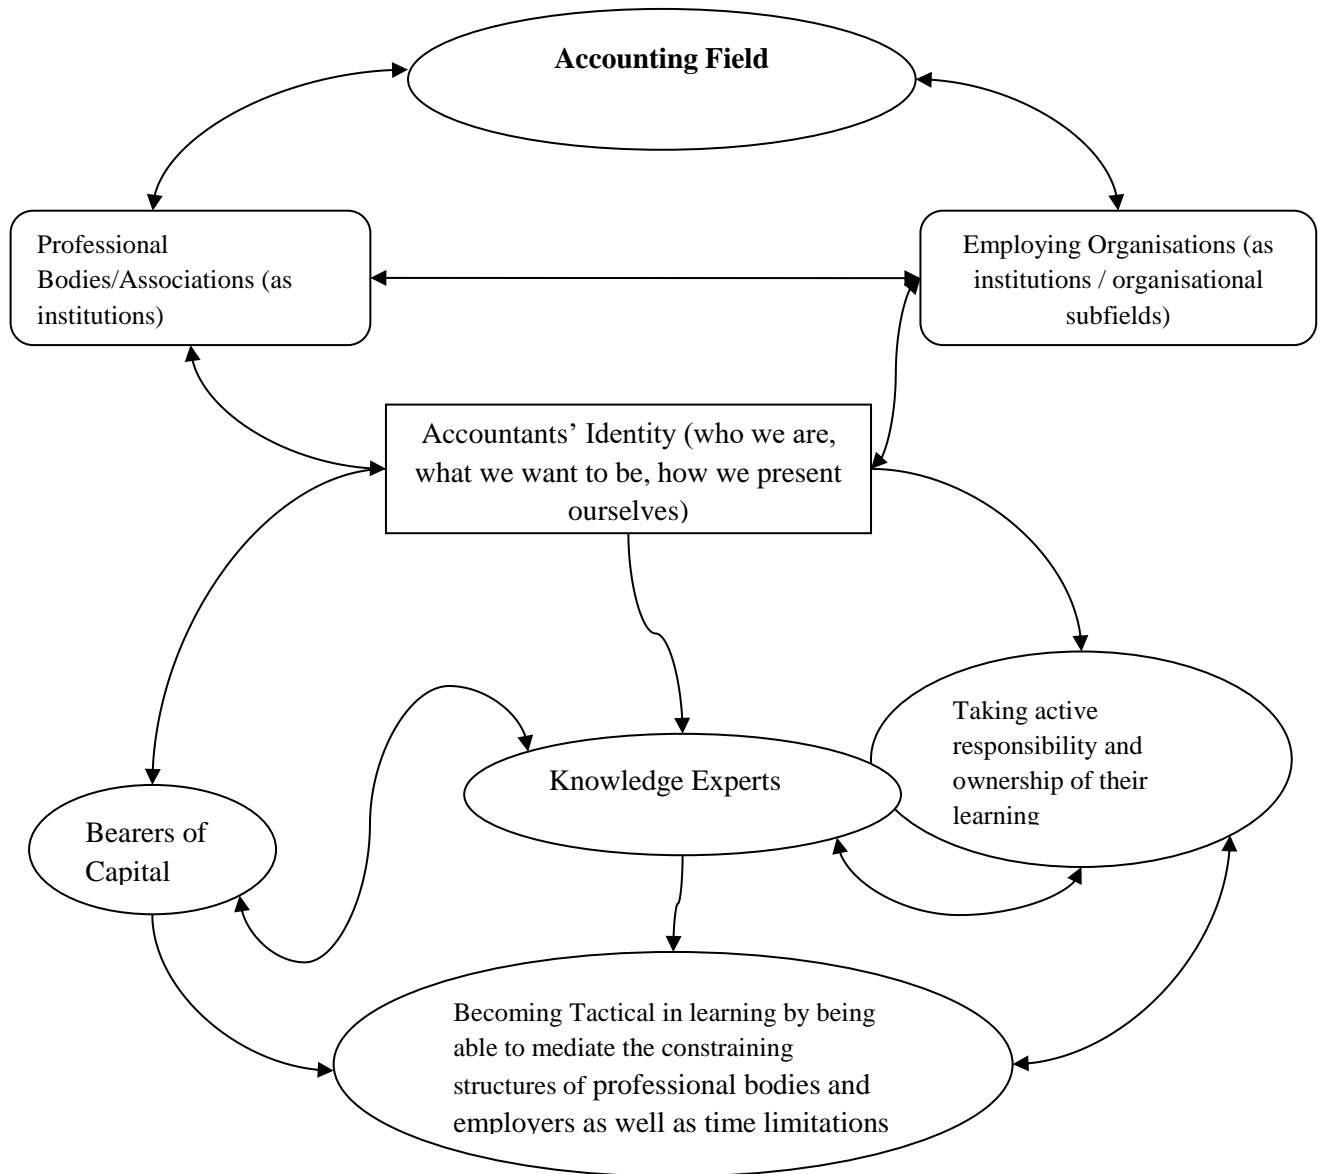 Accounting Field
Professional
Bodies/Associations (as
institutions)
Employing Organisations (as
institutions / organisational
subfields)
Accountants’ Identity (who we are,
what we want to be, how we present
ourselves)
Taking active
responsibility and
ownership of their
learning
Knowledge Experts
Bearers of
Capital
Becoming Tactical in learning by being
able to mediate the constraining
structures of professional bodies and
employers as well as time limitations